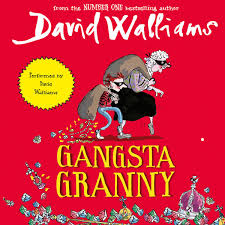 from the NUMBER ONE bestselling author
David Walliams
Performed by
David
Walliams
GANGSTA
GRANNY